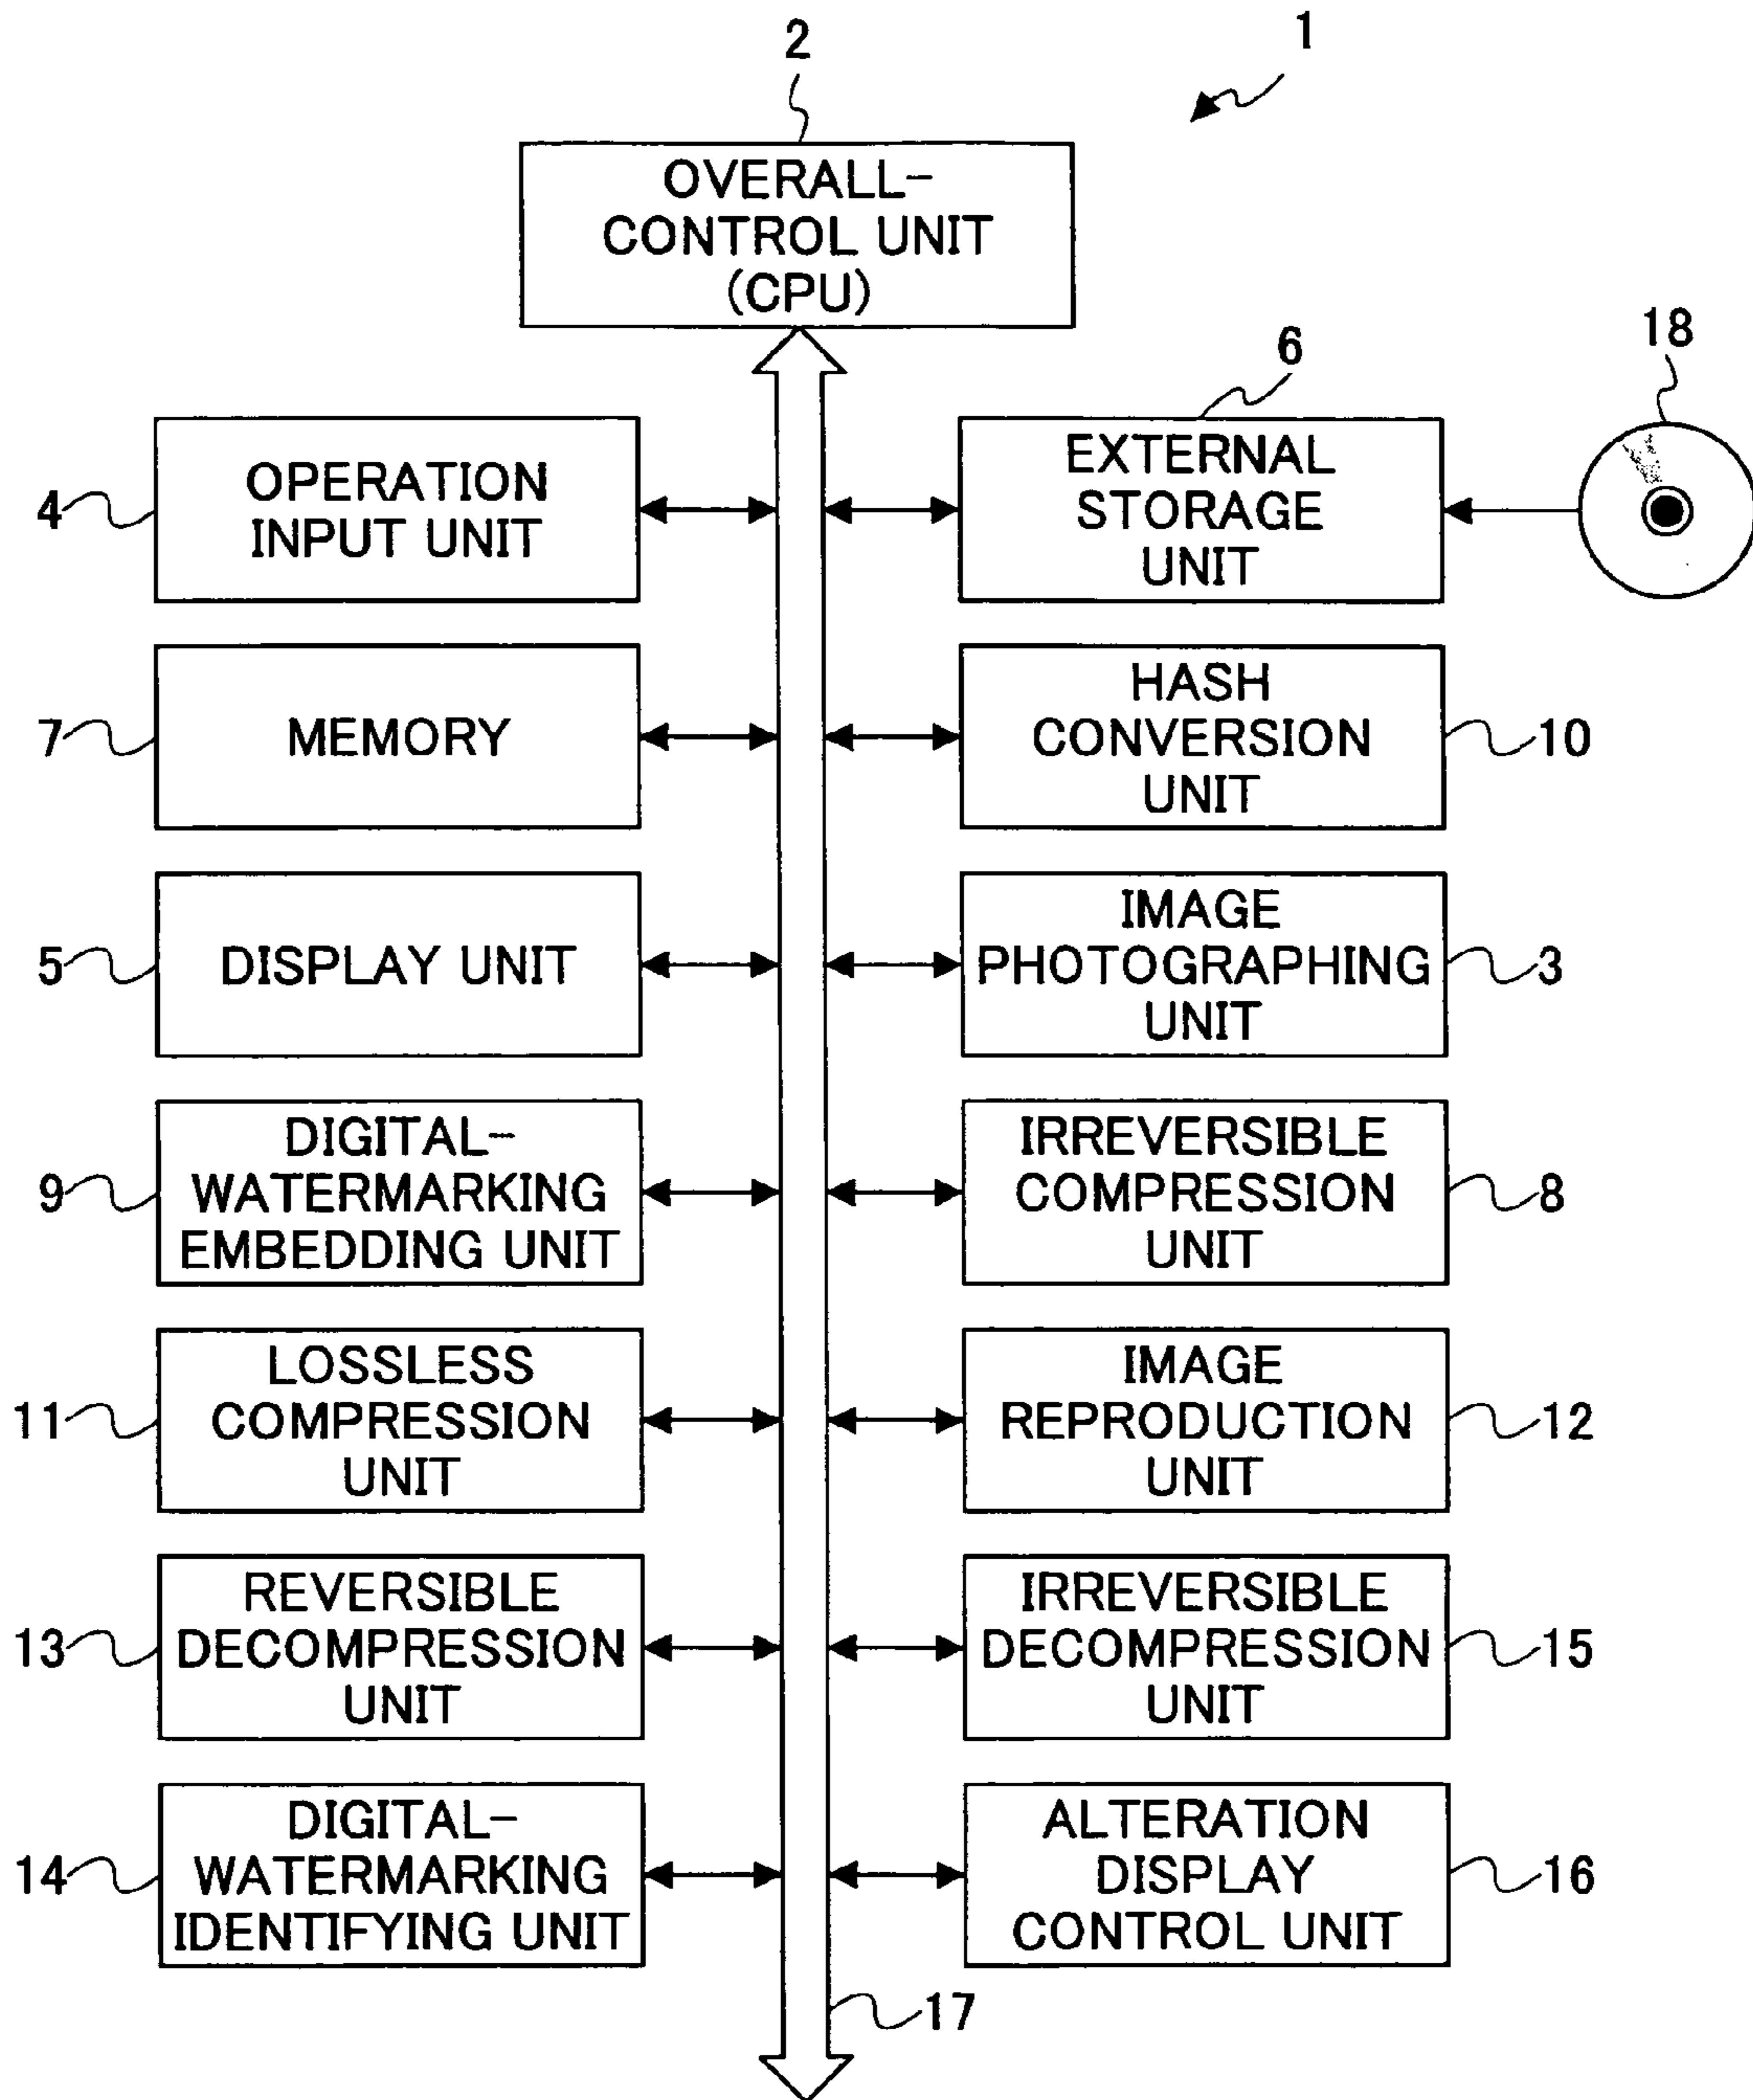 1
2
OVERALL-
CONTROL UNIT
(CPU)
18
6
4
OPERATION
INPUT UNIT
EXTERNAL
STORAGE
UNIT
7
MEMORY
HASH
CONVERSION
UNIT
10
5
DISPLAY UNIT
IMAGE
PHOTOGRAPHING
UNIT
3
9
DIGITAL-
WATERMARKING
EMBEDDING UNIT
IRREVERSIBLE
COMPRESSION
UNIT
8
11
LOSSLESS
COMPRESSION
UNIT
IMAGE
REPRODUCTION
UNIT
12
13
REVERSIBLE
DECOMPRESSION
UNIT
IRREVERSIBLE
DECOMPRESSION
UNIT
15
14
DIGITAL-
WATERMARKING
IDENTIFYING UNIT
ALTERATION
DISPLAY
CONTROL UNIT
16
17